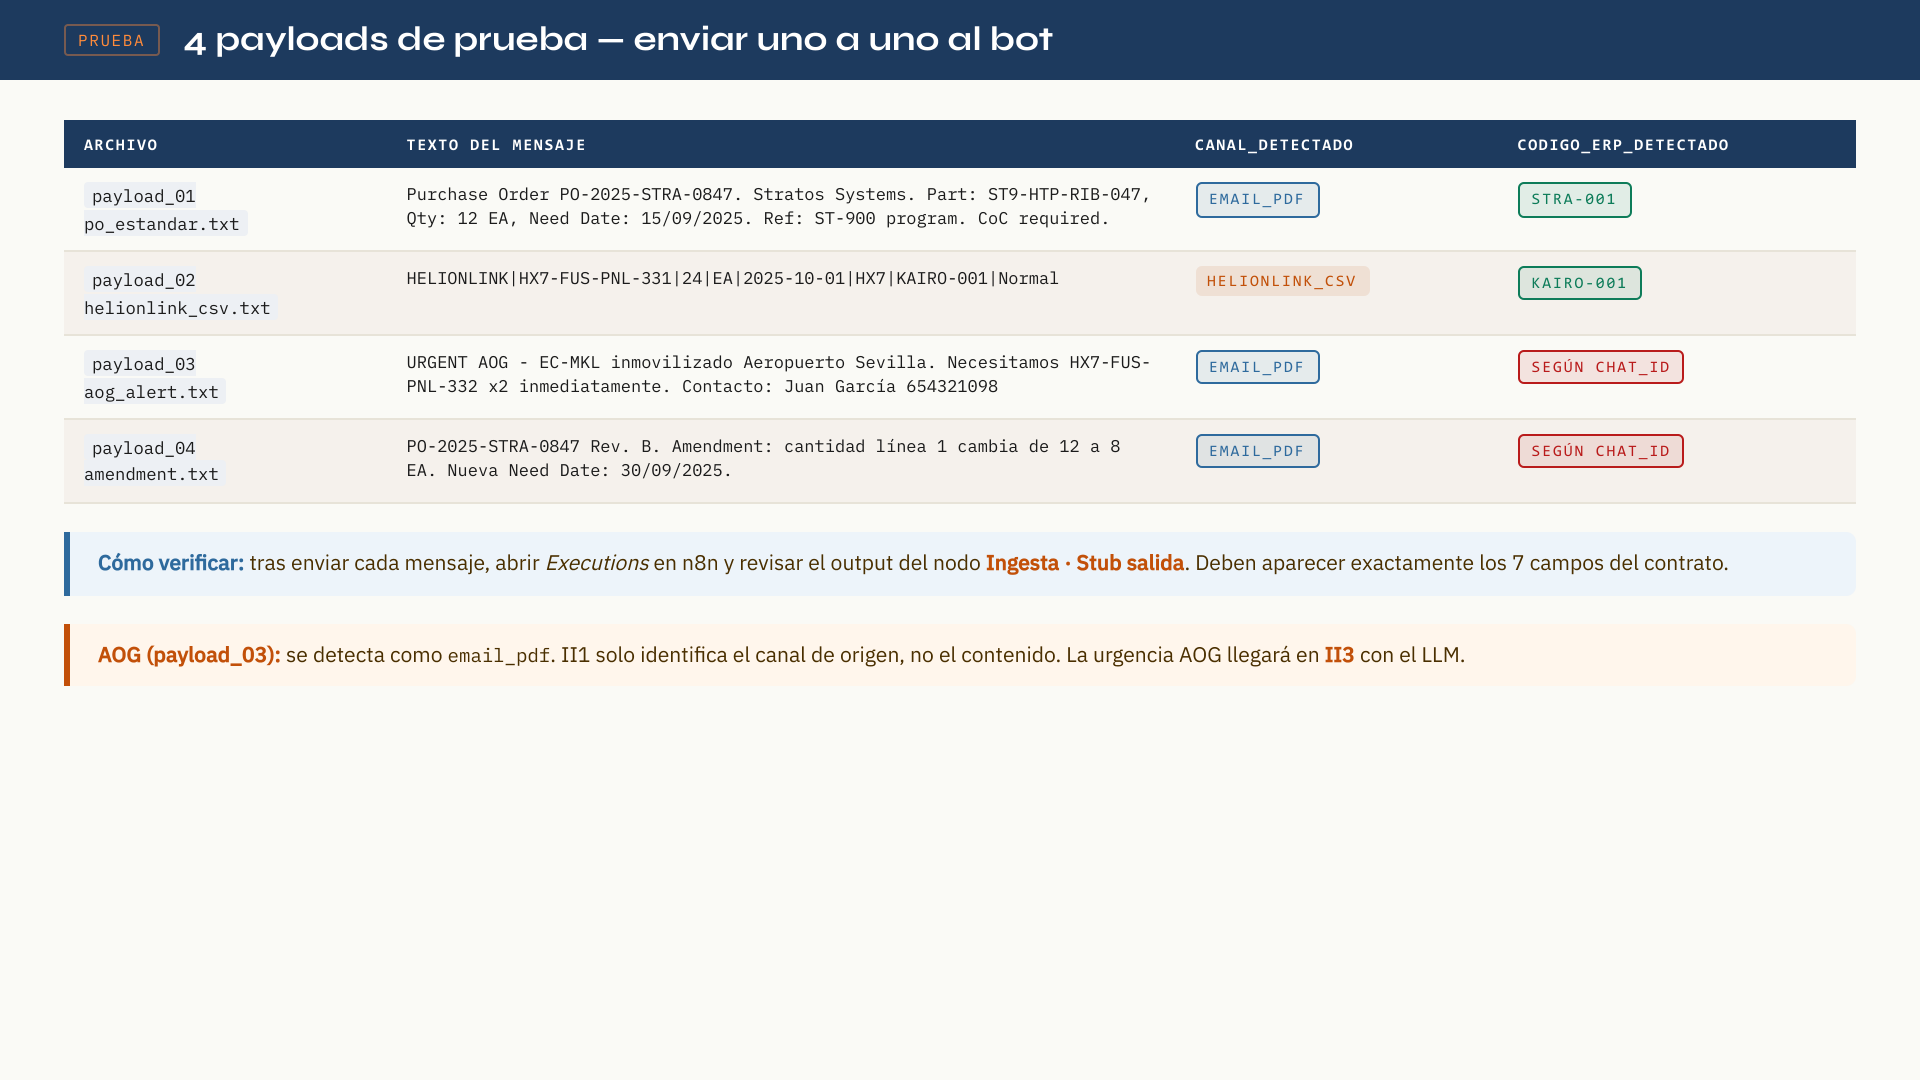 PRUEBA
4 payloads de prueba — enviar uno a uno al bot
ARCHIVO
TEXTO DEL MENSAJE
CANAL_DETECTADO
CODIGO_ERP_DETECTADO
payload_01
po_estandar.txt
Purchase Order PO-2025-STRA-0847. Stratos Systems. Part: ST9-HTP-RIB-047,
Qty: 12 EA, Need Date: 15/09/2025. Ref: ST-900 program. CoC required.
EMAIL_PDF
STRA-001
payload_02
helionlink_csv.txt
HELIONLINK|HX7-FUS-PNL-331|24|EA|2025-10-01|HX7|KAIRO-001|Normal
HELIONLINK_CSV
KAIRO-001
payload_03
aog_alert.txt
URGENT AOG - EC-MKL inmovilizado Aeropuerto Sevilla. Necesitamos HX7-FUS-
PNL-332 x2 inmediatamente. Contacto: Juan García 654321098
EMAIL_PDF
SEGÚN CHAT_ID
payload_04
amendment.txt
PO-2025-STRA-0847 Rev. B. Amendment: cantidad línea 1 cambia de 12 a 8
EA. Nueva Need Date: 30/09/2025.
EMAIL_PDF
SEGÚN CHAT_ID
Cómo verificar: tras enviar cada mensaje, abrir Executions en n8n y revisar el output del nodo Ingesta · Stub salida. Deben aparecer exactamente los 7 campos del contrato.
AOG (payload_03): se detecta como email_pdf. II1 solo identifica el canal de origen, no el contenido. La urgencia AOG llegará en II3 con el LLM.